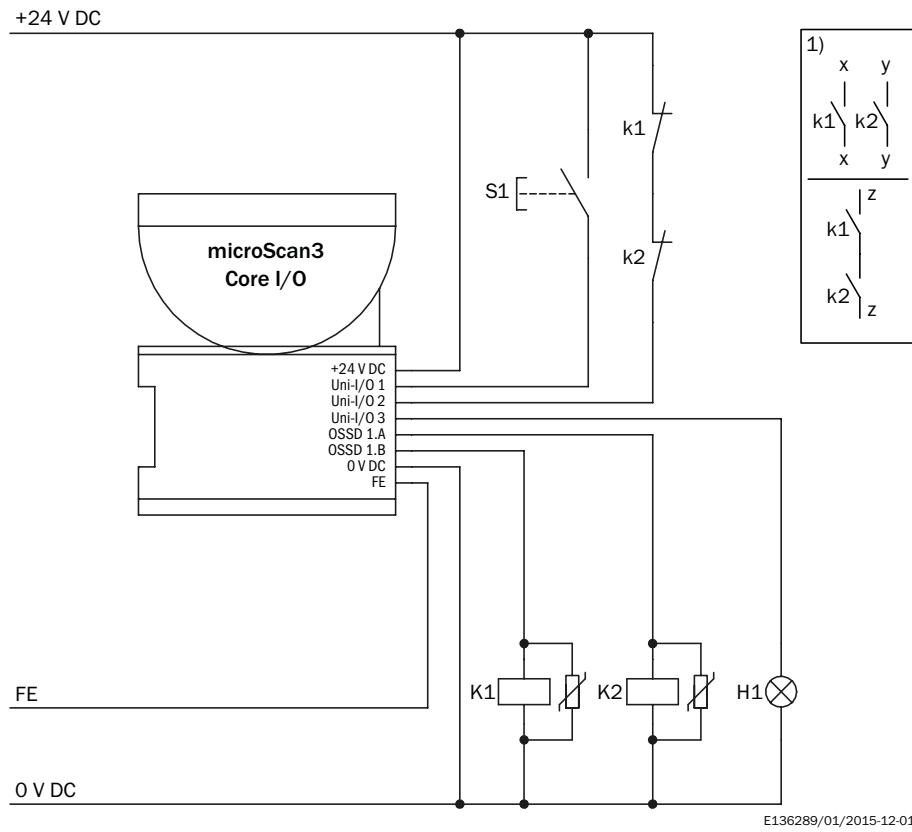 +24 V DC
1)
x y
k1 k2
x y
z
k1
k2
z
k1
S1
k2
microScan3
Core I/O
+24 V DC
Uni-I/O 1
Uni-I/O 2
Uni-I/O 3
OSSD 1.A
OSSD 1.B
0 V DC
FE
K1
K2
H1
FE
0 V DC
E136289/01/2015-12-01